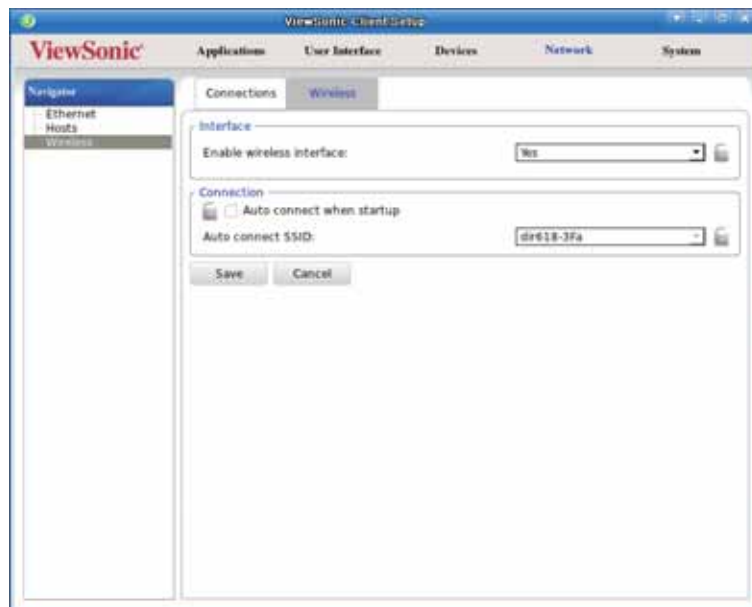 ViewSonic Client Setup
ViewSonic®
Applications User Interface Devices Network System
Navigator
Ethernet
Hosts
Wireless
Connections Wireless
Interface
Enable wireless interface: Yes
Connection
Auto connect when startup
Auto connect SSID: dir618-3Fa
Save Cancel